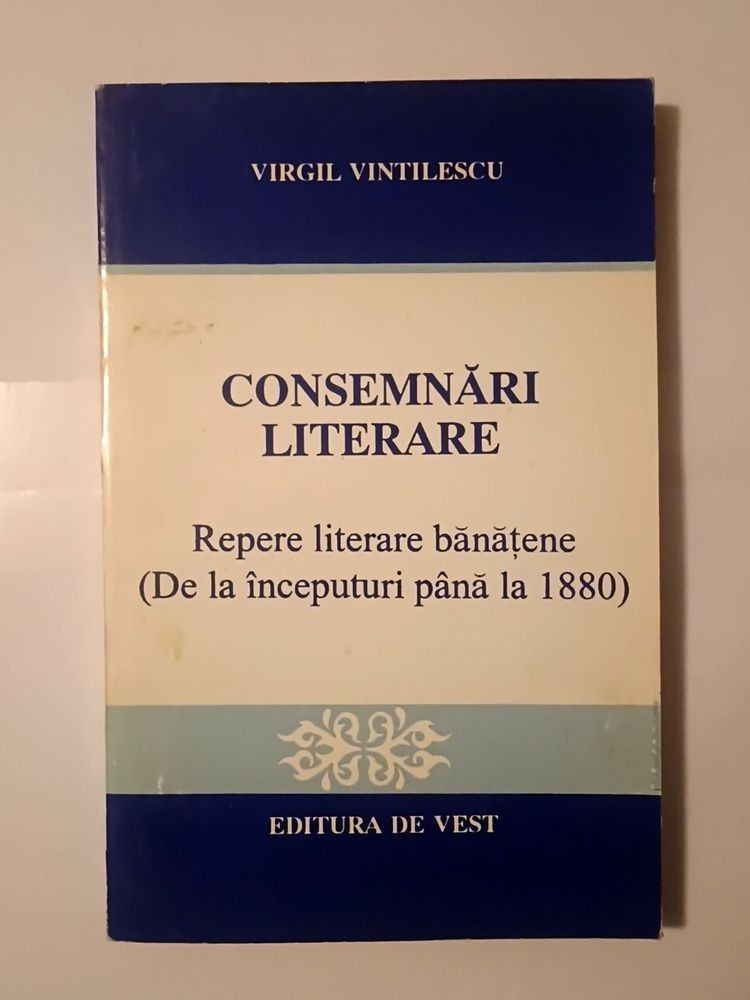 VIRGIL VINTILESCU
CONSEMNĂRI
LITERARE
Repere literare bănățene
(De la începuturi până la 1880)
EDITURA DE VEST